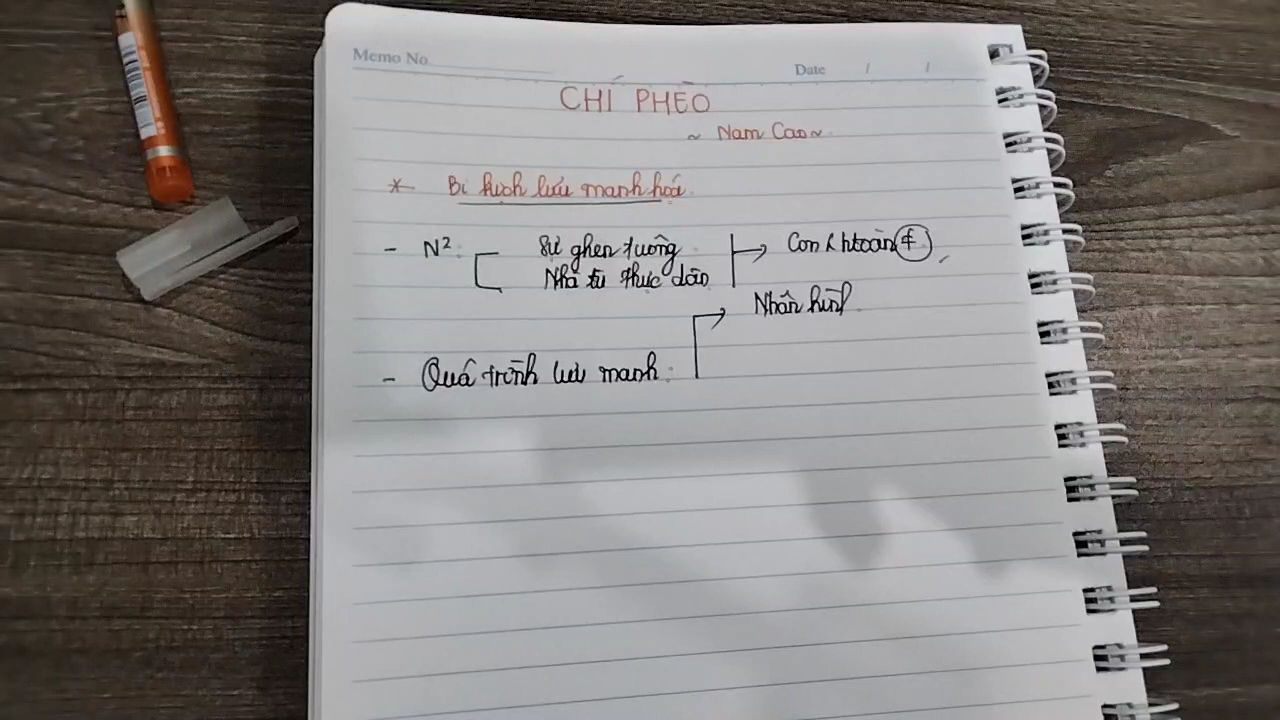 Memo No.
Date / /
CHÍ PHÈO
~ Nam Cao ~
* Bi kịch lưu manh hoá
- N²: Sự ghen tuông → Con
Nhà tù thực dân
Nhân hình
- Quá trình lưu manh: